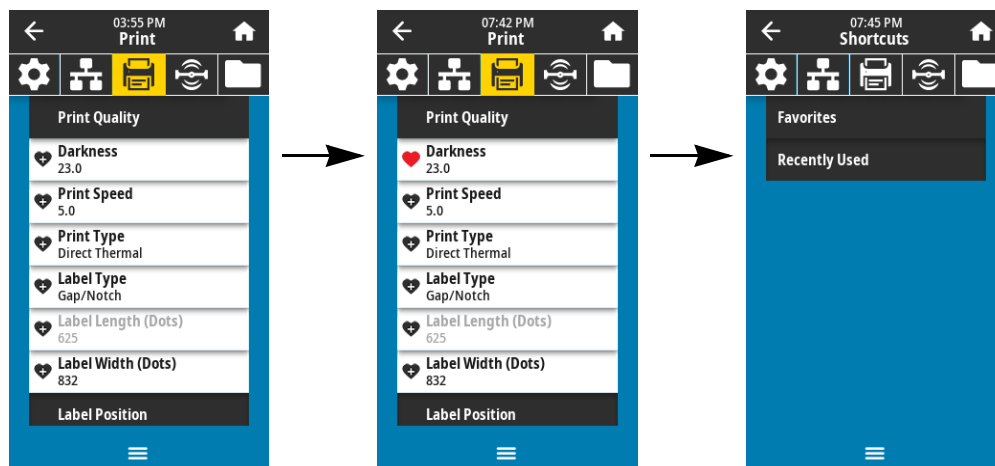 03:55 PM
Print
Print Quality
Darkness
23.0
Print Speed
5.0
Print Type
Direct Thermal
Label Type
Gap/Notch
Label Length (Dots)
625
Label Width (Dots)
832
Label Position
07:42 PM
Print
Print Quality
Darkness
23.0
Print Speed
5.0
Print Type
Direct Thermal
Label Type
Gap/Notch
Label Length (Dots)
625
Label Width (Dots)
832
Label Position
07:45 PM
Shortcuts
Favorites
Recently Used